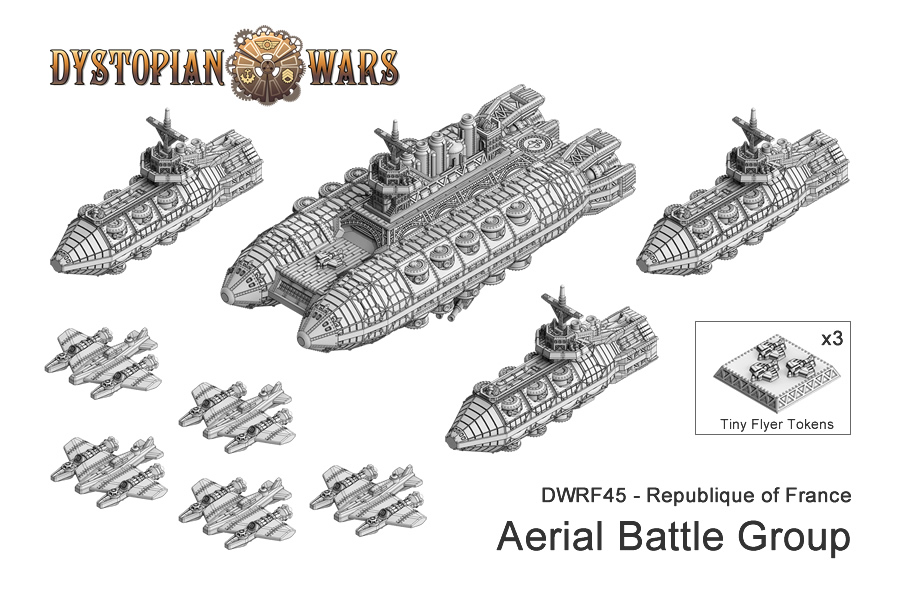 DYSTOPIAN WARS
x3
Tiny Flyer Tokens
DWRF45 - Republique of France
Aerial Battle Group